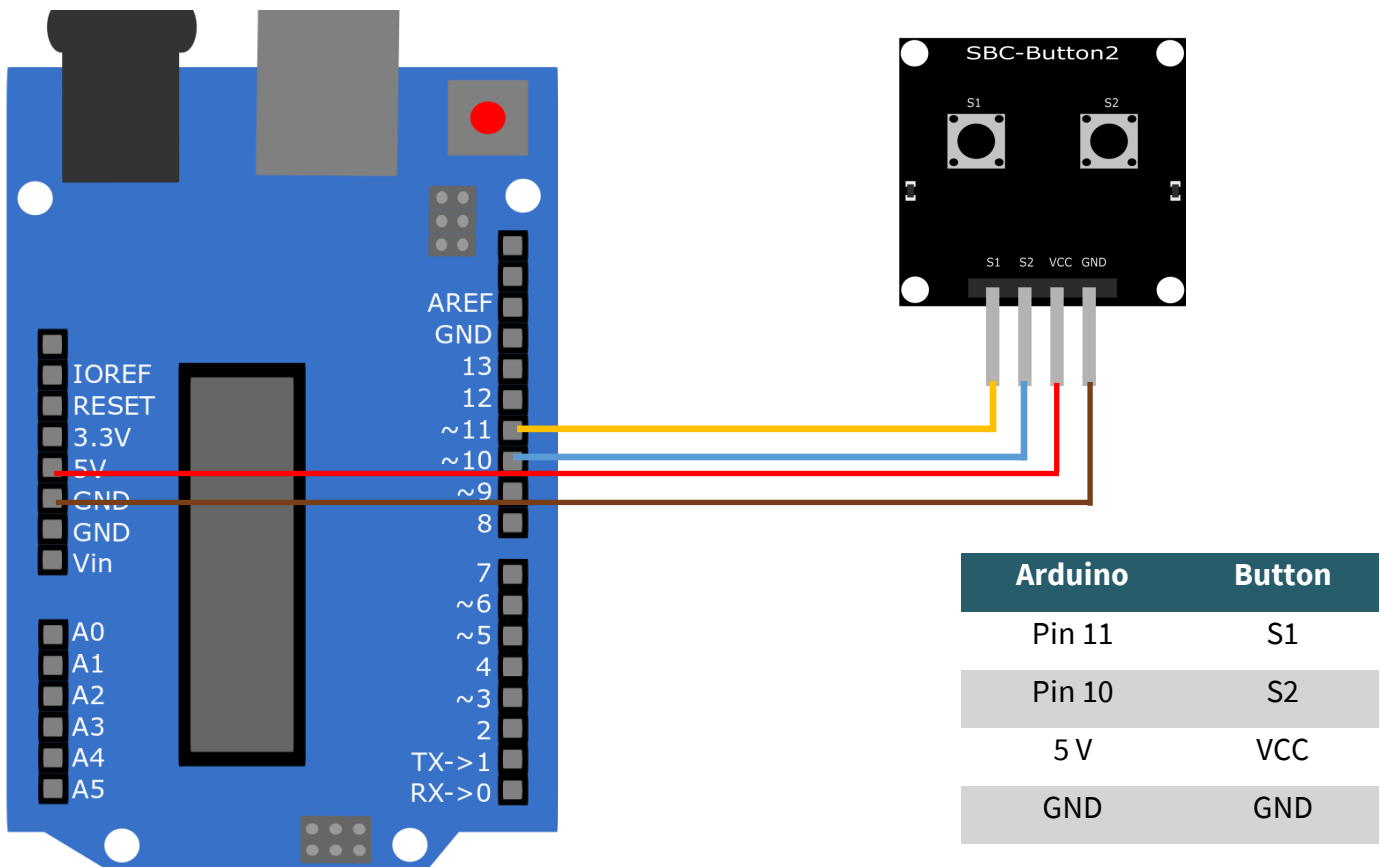 IOREF
RESET
3.3V
5V
GND
GND
Vin
A0
A1
A2
A3
A4
A5
AREF
GND
13
12
~11
~10
~9
8
7
~6
~5
4
~3
2
TX->1
RX->0
SBC-Button2
S1 S2
S1 S2 VCC GND
Arduino Button
Pin 11 S1
Pin 10 S2
5 V VCC
GND GND